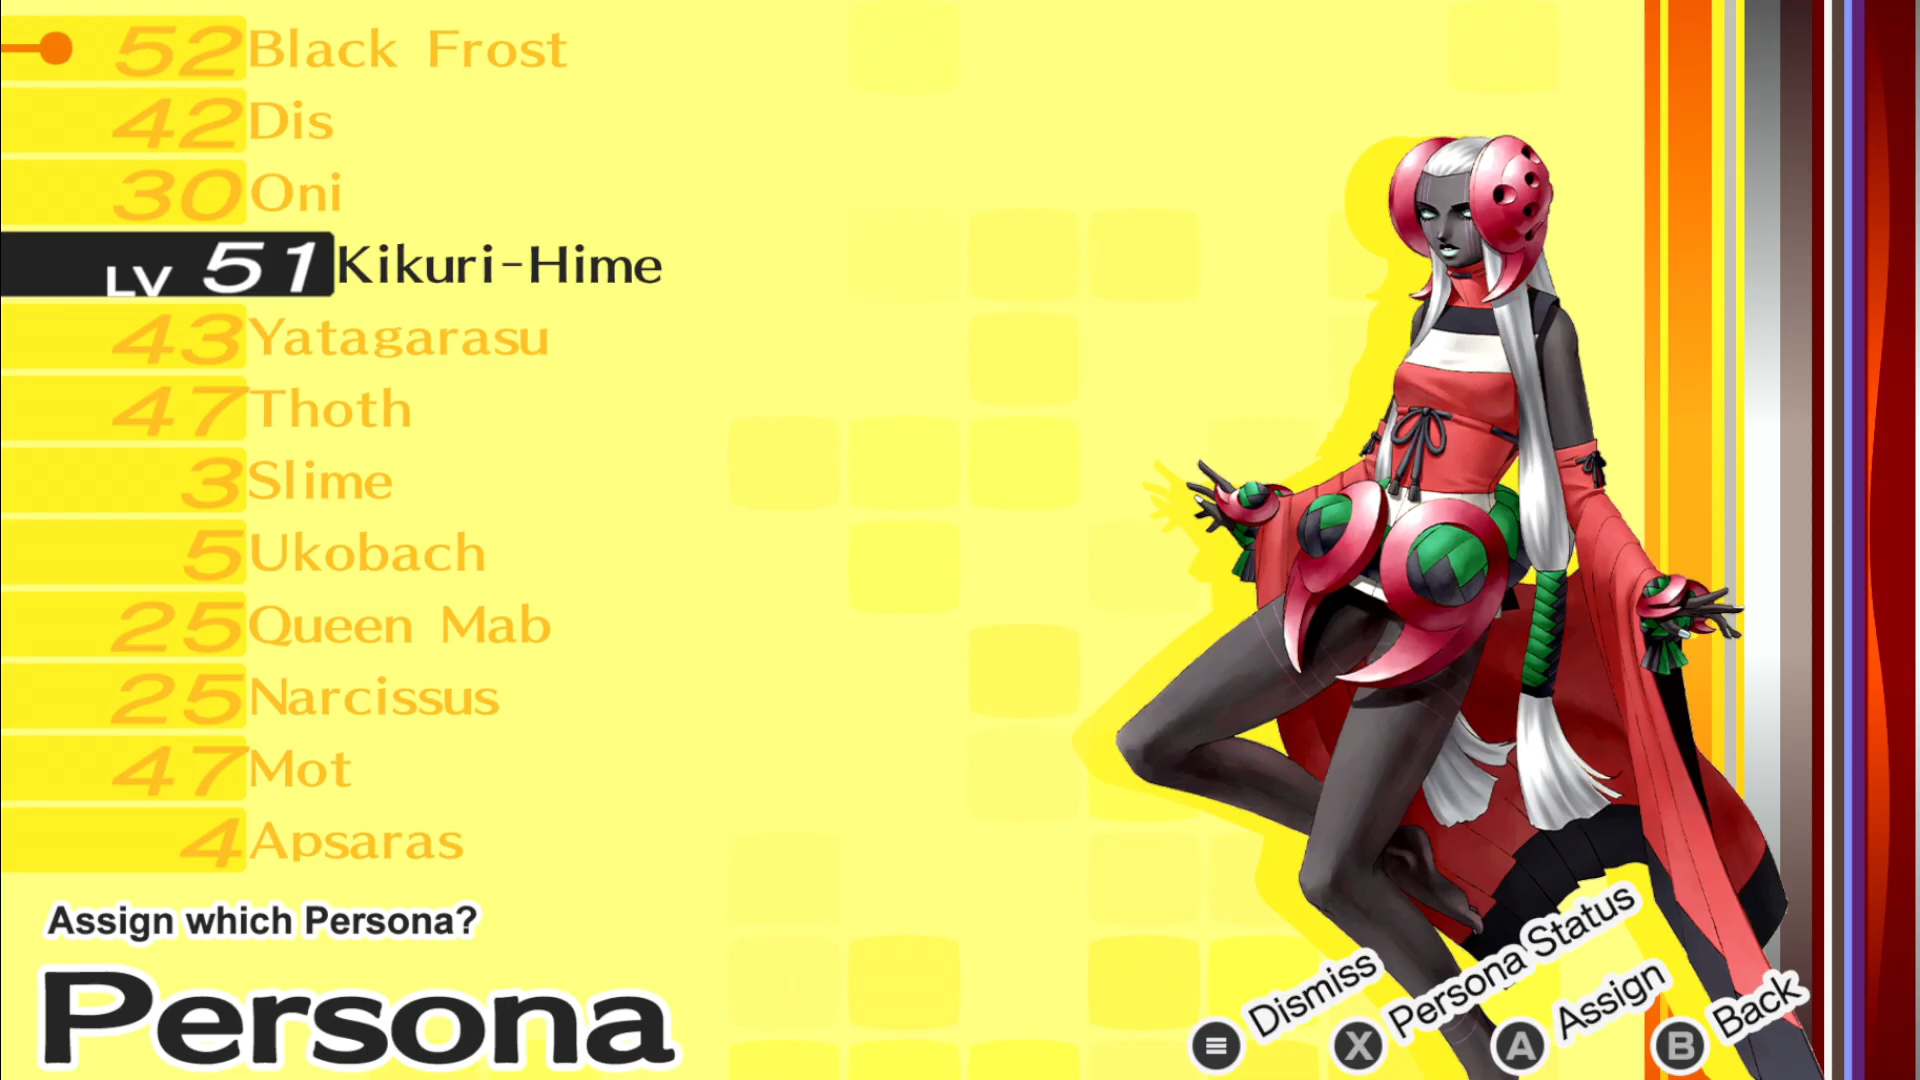 52 Black Frost
42 Dis
30 Oni
LV 51 Kikuri-Hime
43 Yatagarasu
47 Thoth
3 Slime
5 Ukobach
25 Queen Mab
25 Narcissus
47 Mot
4 Apsaras
Assign which Persona?
Persona
Dismiss
X Persona Status
A Assign
B Back